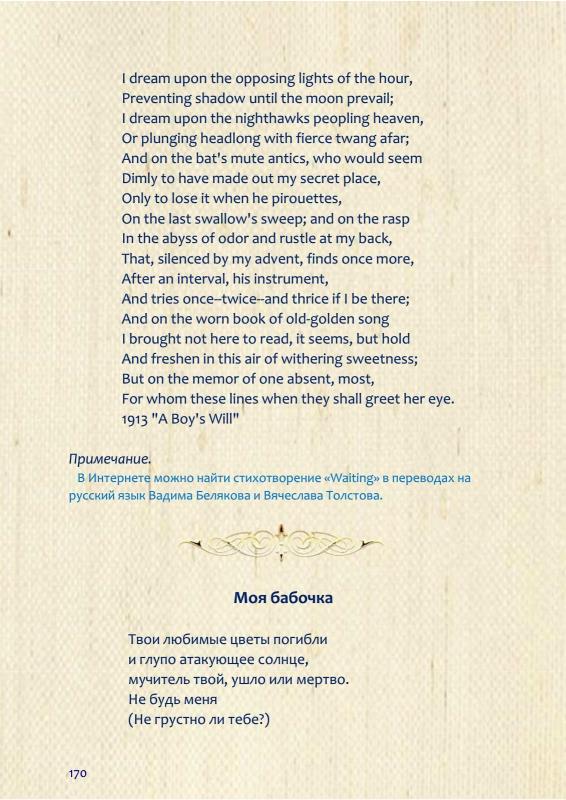 I dream upon the opposing lights of the hour,
Preventing shadow until the moon prevail;
I dream upon the nighthawks peopling heaven,
Or plunging headlong with fierce twang afar;
And on the bat's mute antics, who would seem
Dimly to have made out my secret place,
Only to lose it when he pirouettes,
On the last swallow's sweep; and on the rasp
In the abyss of odor and rustle at my back,
That, silenced by my advent, finds once more,
After an interval, his instrument,
And tries once--twice--and thrice if I be there;
And on the worn book of old-golden song
I brought not here to read, it seems, but hold
And freshen in this air of withering sweetness;
But on the memor of one absent, most,
For whom these lines when they shall greet her eye.
1913 "A Boy's Will"
Примечание.
В Интернете можно найти стихотворение «Waiting» в переводах на
русский язык Вадима Белякова и Вячеслава Толстова.
Моя бабочка
Твои любимые цветы погибли
и глупо атакующее солнце,
мучитель твой, ушло или мертво.
Не будь меня
(Не грустно ли тебе?)
170